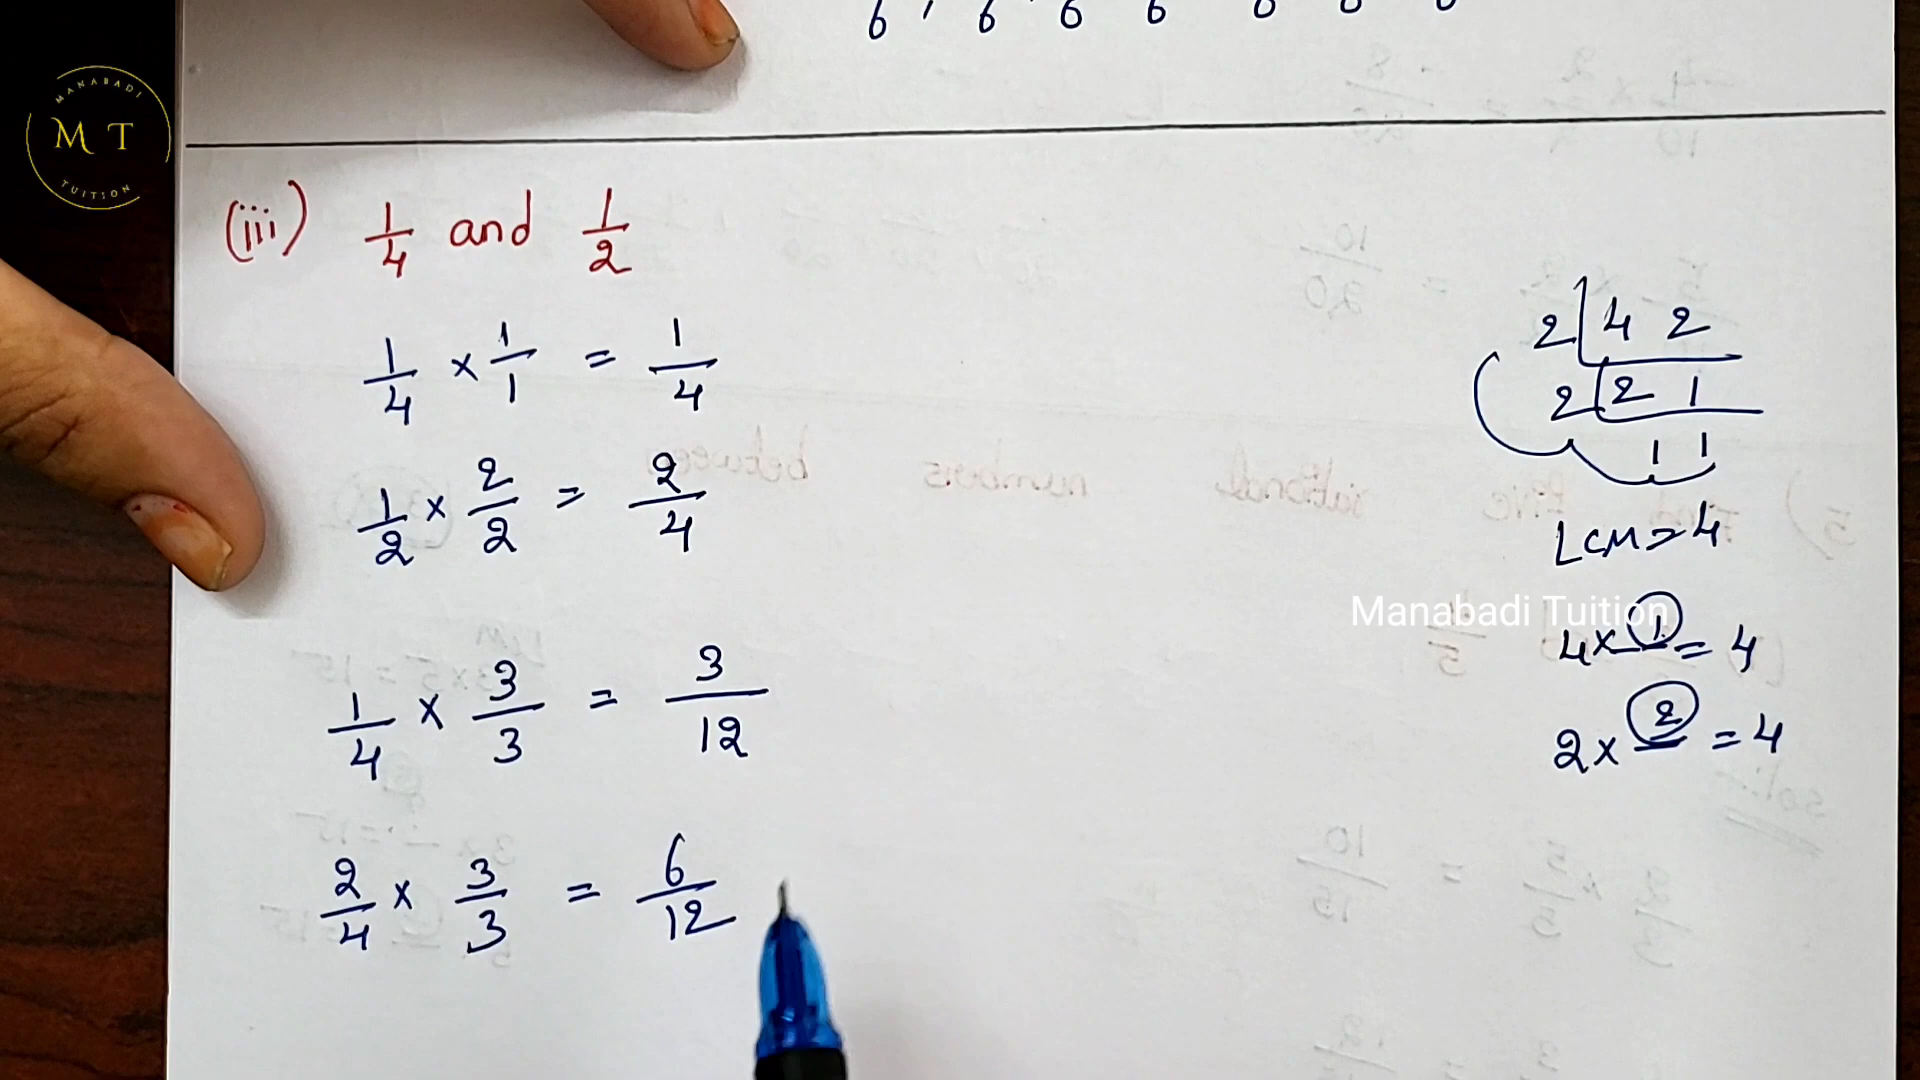 MANABADI
M T
TUITION
(iii) 1/4 and 1/2
1/4 × 1/1 = 1/4
1/2 × 2/2 = 2/4
1/4 × 3/3 = 3/12
2/4 × 3/3 = 6/12
2 | 4 2
2 | 2 1
1 1
LCM = 4
Manabadi Tuition
4 × 1 = 4
2 × 2 = 4